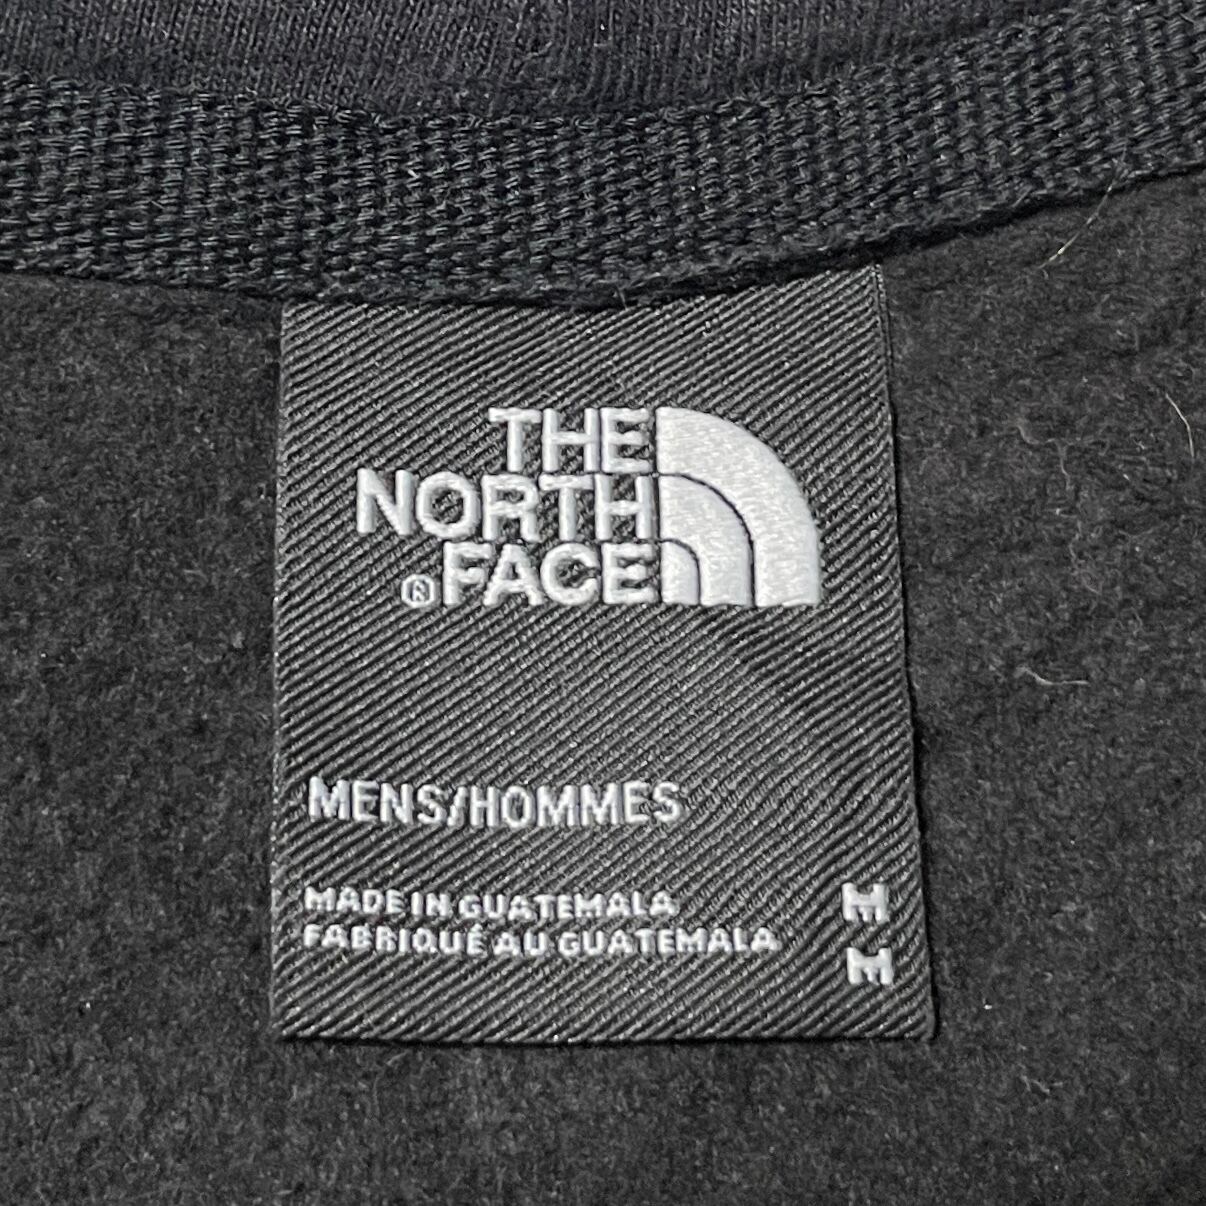 THE
NORTH
®FACE
MENS/HOMMES
MADE IN GUATEMALA M
FABRIQUÉ AU GUATEMALA M